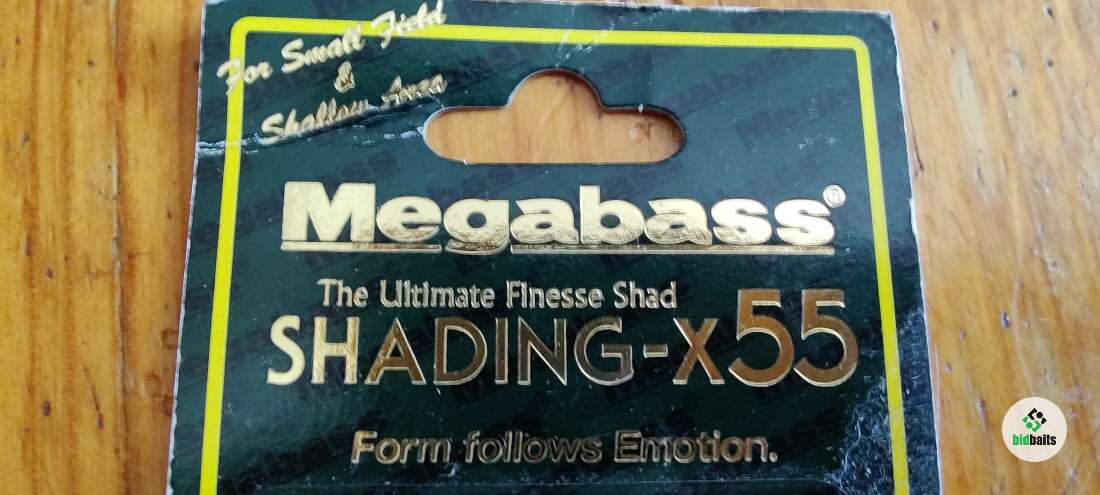 For Small Field
&
Shallow Area
Megabass®
The Ultimate Finesse Shad
SHADING-X55
Form follows Emotion.
bidbaits